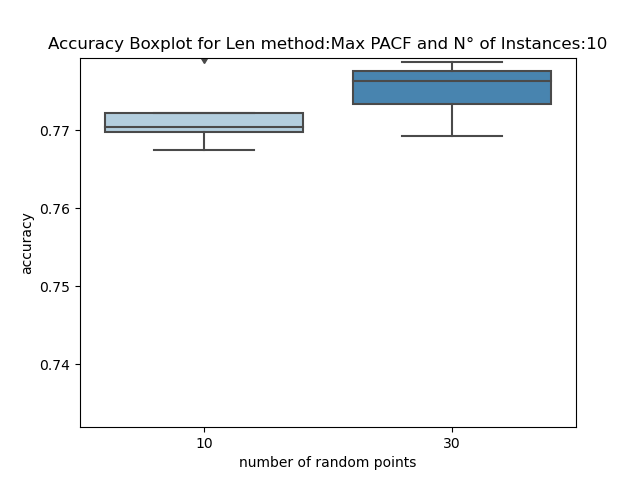 Accuracy Boxplot for Len method:Max PACF and N° of Instances:10
0.77
0.76
0.75
0.74
accuracy
10 30
number of random points